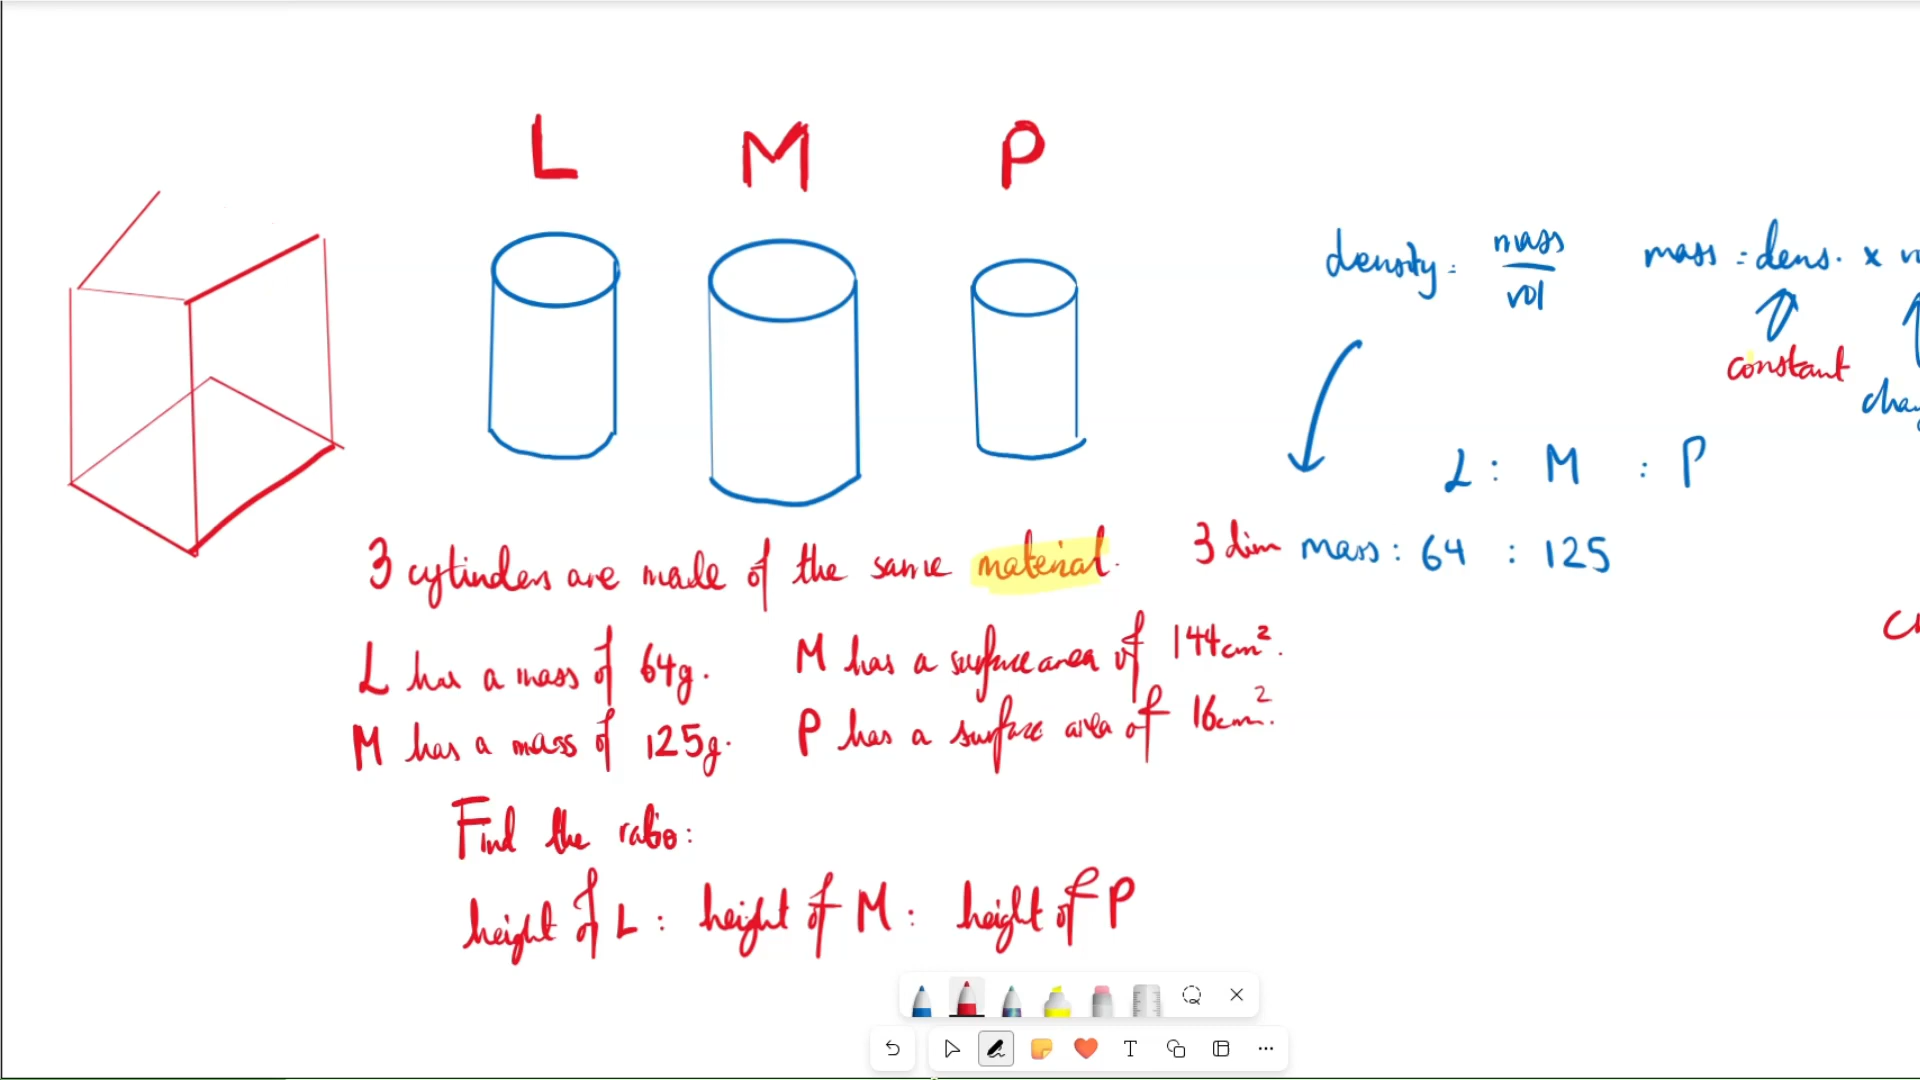 L M P
density = mass / vol
mass = dens. x
constant
L : M : P
3 cylinders are made of the same material.
3 dim mass : 64 : 125
L has a mass of 64g. M has a surface area of 144cm².
M has a mass of 125g. P has a surface area of 16cm².
Find the ratio:
height of L : height of M : height of P
T